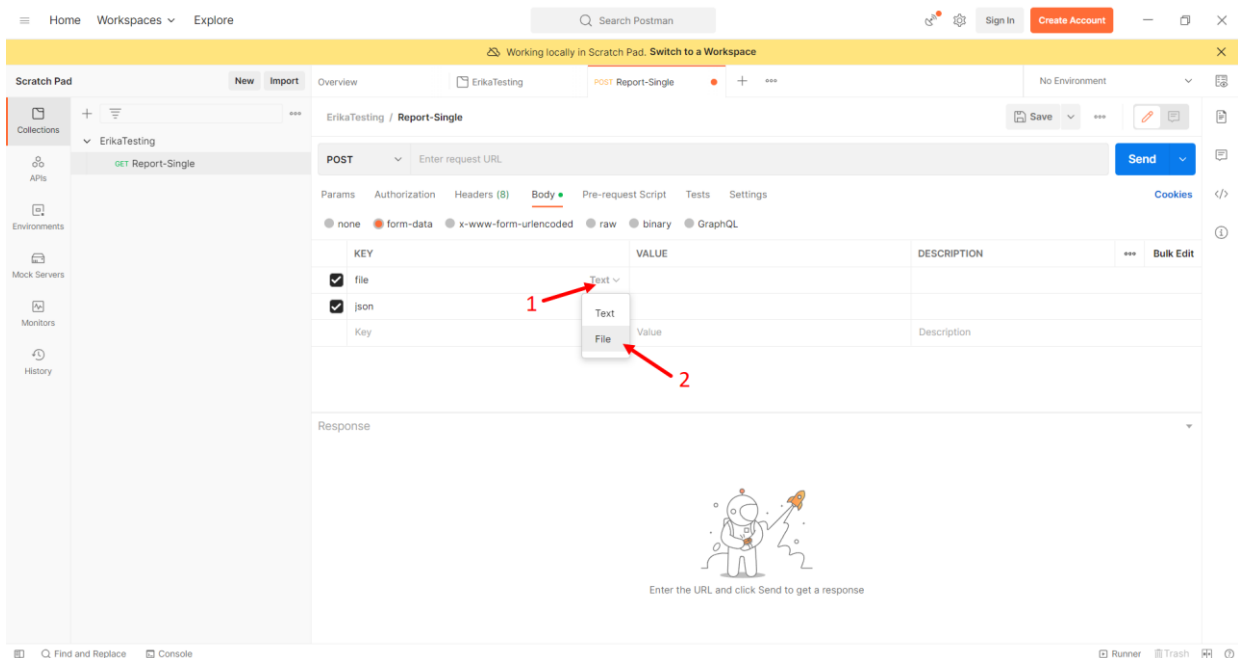 Home Workspaces Explore Search Postman Sign In Create Account
Working locally in Scratch Pad. Switch to a Workspace
Scratch Pad New Import Overview ErikaTesting POST Report-Single No Environment
Collections
ErikaTesting
GET Report-Single
APIs
Environments
Mock Servers
Monitors
History
ErikaTesting / Report-Single Save
POST Enter request URL Send
Params Authorization Headers (8) Body Pre-request Script Tests Settings Cookies
none form-data x-www-form-urlencoded raw binary GraphQL
KEY VALUE DESCRIPTION Bulk Edit
file Text
1
json
Text
Key Value Description
File
2
Response
Enter the URL and click Send to get a response
Find and Replace Console Runner Trash